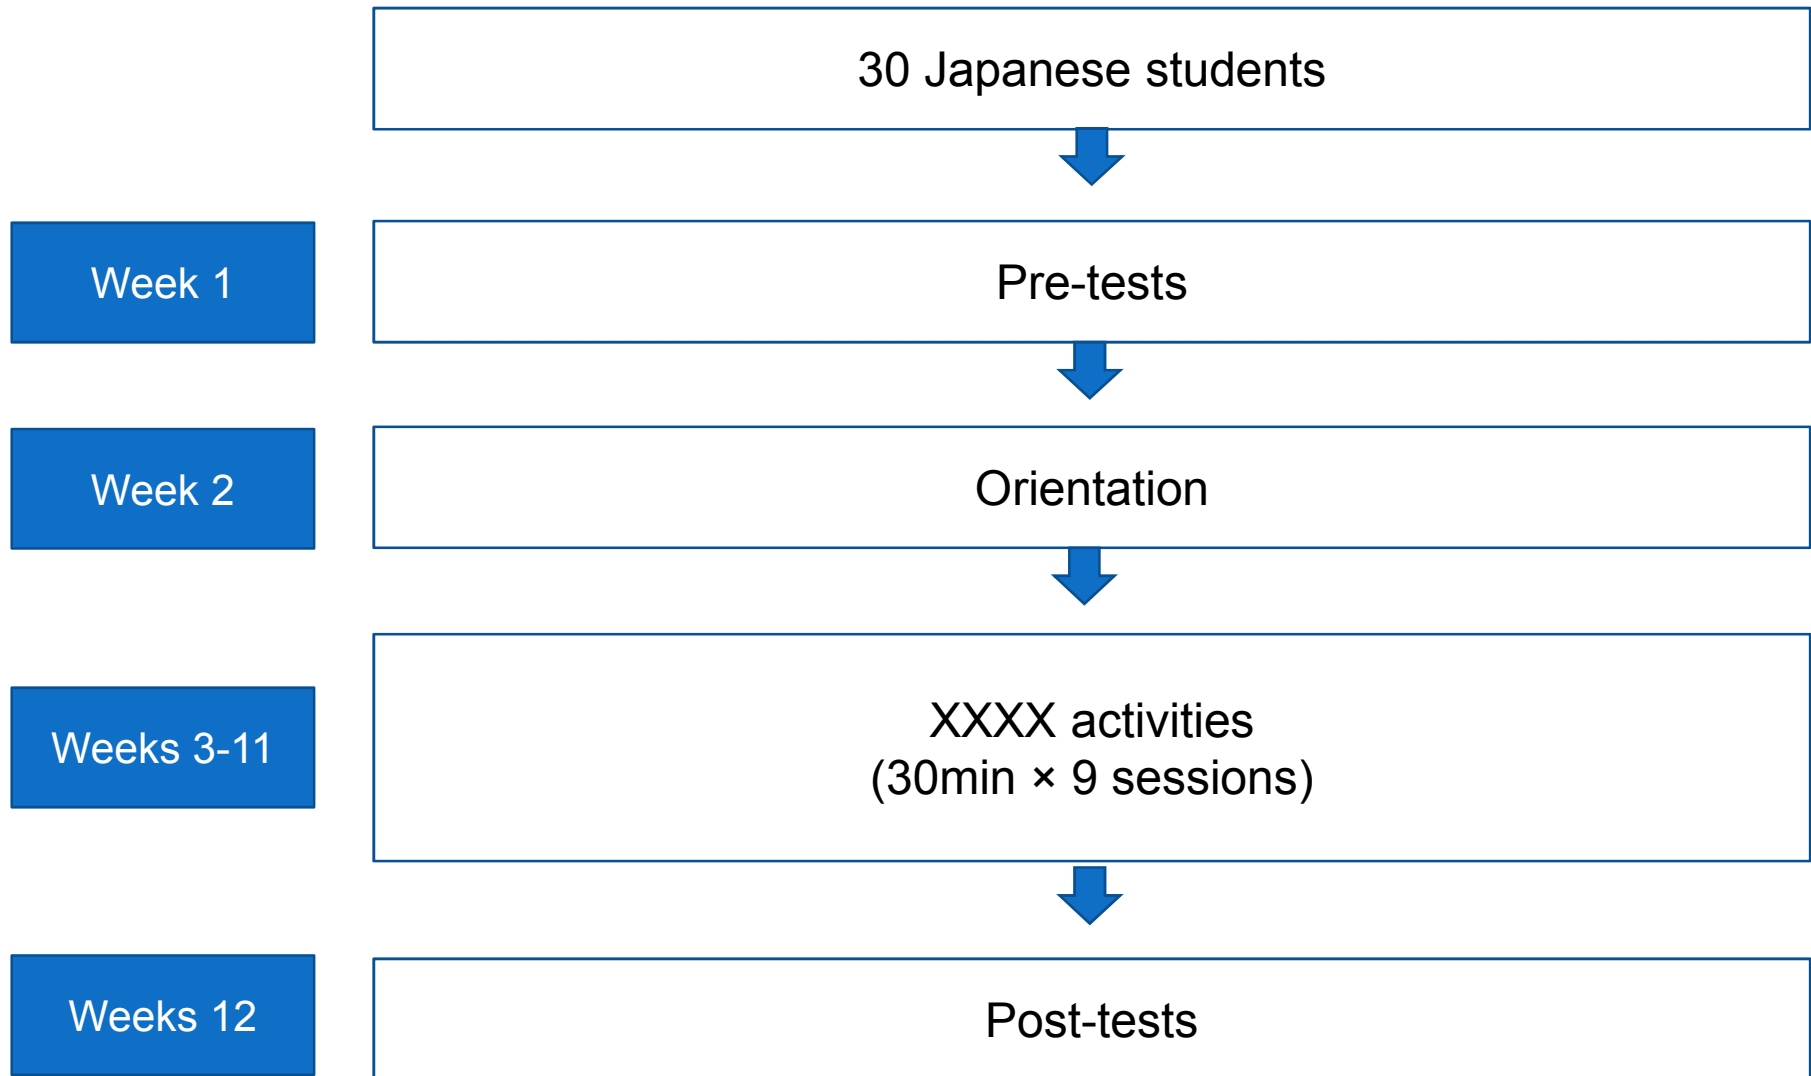 30 Japanese students
Week 1
Pre-tests
Week 2
Orientation
Weeks 3-11
XXXX activities
(30min × 9 sessions)
Weeks 12
Post-tests